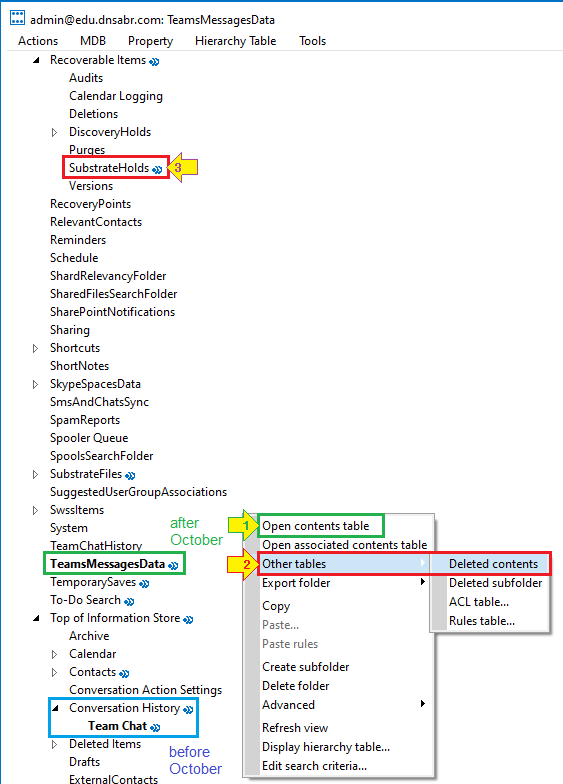 admin@edu.dnsabr.com: TeamsMessagesData
Actions MDB Property Hierarchy Table Tools
Recoverable Items
Audits
Calendar Logging
Deletions
DiscoveryHolds
Purges
SubstrateHolds 3
Versions
RecoveryPoints
RelevantContacts
Reminders
Schedule
ShardRelevancyFolder
SharedFilesSearchFolder
SharePointNotifications
Sharing
Shortcuts
ShortNotes
SkypeSpacesData
SmsAndChatsSync
SpamReports
Spooler Queue
SpoolsSearchFolder
SubstrateFiles
SuggestedUserGroupAssociations
SwssItems
System
TeamChatHistory
TeamsMessagesData
TemporarySaves
To-Do Search
Top of Information Store
Archive
Calendar
Contacts
Conversation Action Settings
Conversation History
Team Chat
Deleted Items
Drafts
ExternalContacts
after
October
before
October
1 Open contents table
Open associated contents table
2 Other tables
Export folder
Copy
Paste...
Paste rules
Create subfolder
Delete folder
Advanced
Refresh view
Display hierarchy table...
Edit search criteria...
Deleted contents
Deleted subfolder
ACL table...
Rules table...